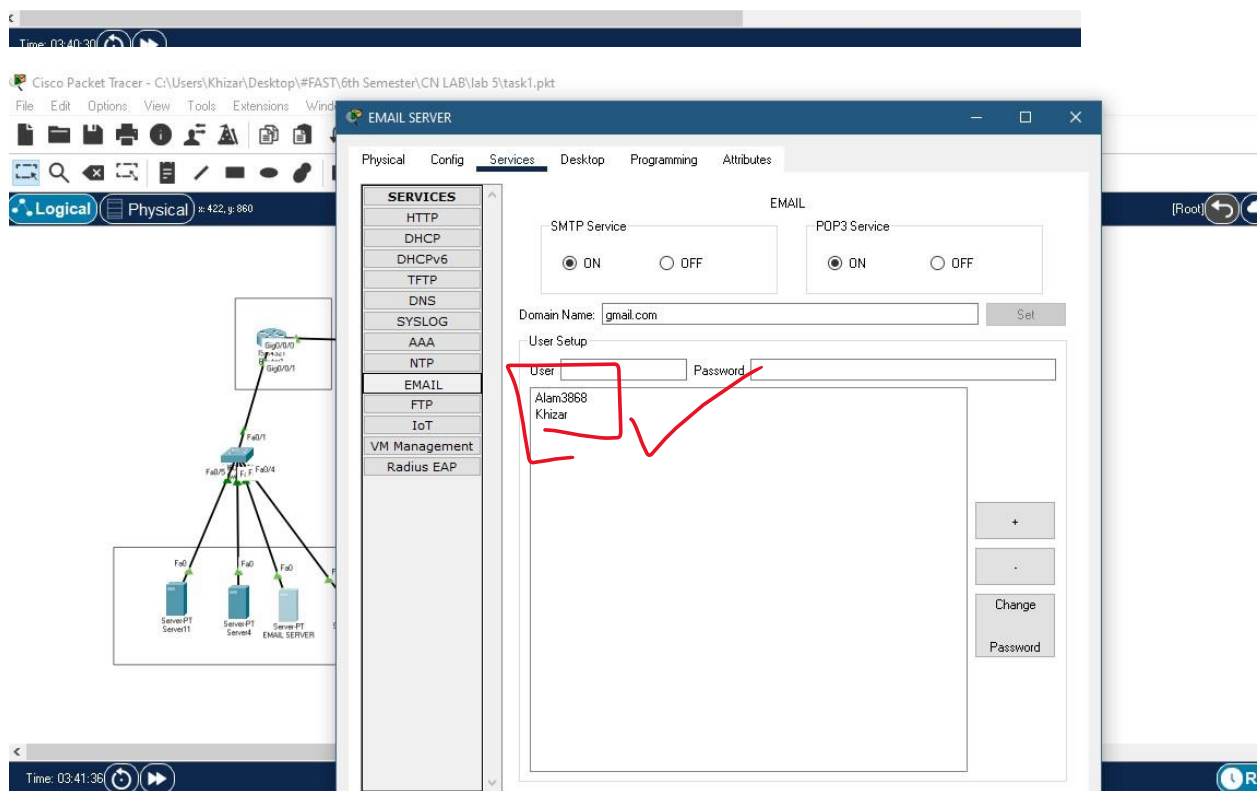 Time: 03:40:30
Cisco Packet Tracer - C:\Users\Khizar\Desktop\#FAST\6th Semester\CN LAB\lab 5\task1.pkt
File Edit Options View Tools Extensions
EMAIL SERVER
Physical Config Services Desktop Programming Attributes
Logical Physical x: 422, y: 860
[Root]
SERVICES
HTTP
DHCP
DHCPv6
TFTP
DNS
SYSLOG
AAA
NTP
EMAIL
FTP
IoT
VM Management
Radius EAP
EMAIL
SMTP Service
ON OFF
POP3 Service
ON OFF
Domain Name: gmail.com Set
User Setup
User Password
Alam3868
Khizar
+
-
Change
Password
Gig0/0/0
Gig0/0/1
Fa0/1
Fa0/5 Fa0/4
Fa0 Fa0 Fa0
Server-PT
Server11
Server-PT
Server4
Server-PT
EMAIL SERVER
Time: 03:41:36